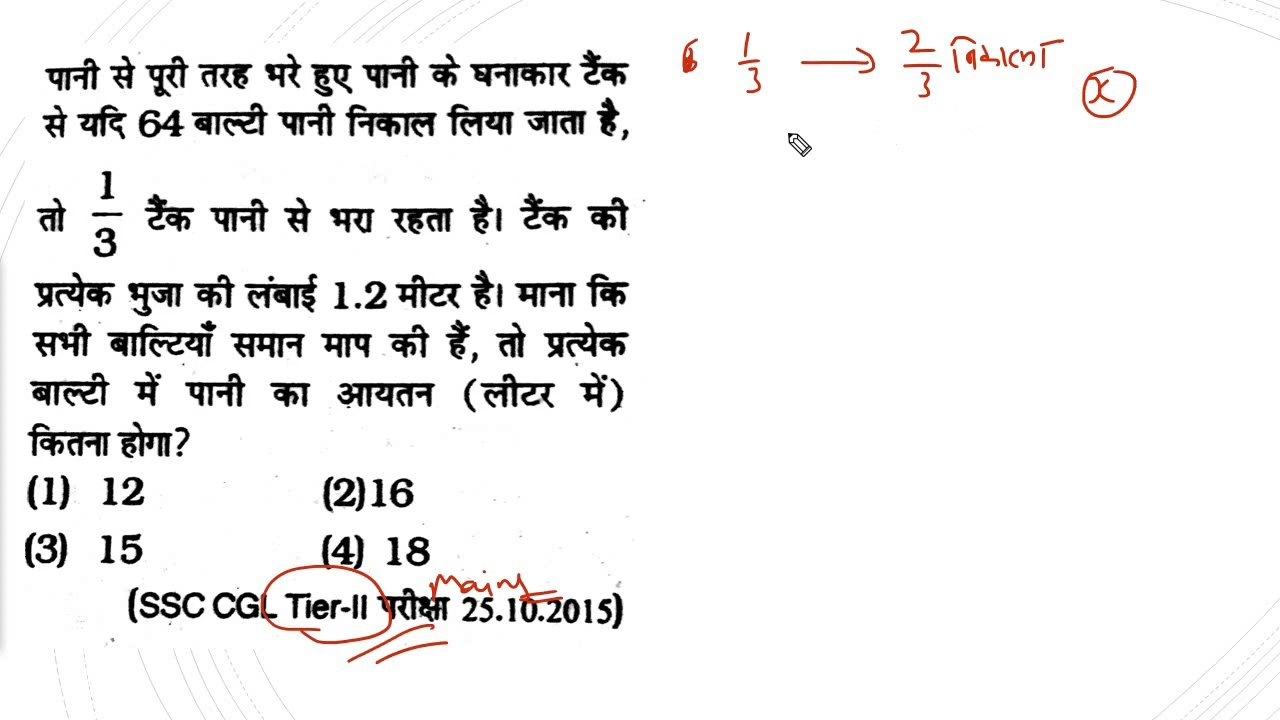 पानी से पूरी तरह भरे हुए पानी के घनाकार टैंक
से यदि 64 बाल्टी पानी निकाल लिया जाता है,
तो 1/3 टैंक पानी से भरा रहता है। टैंक की
प्रत्येक भुजा की लंबाई 1.2 मीटर है। माना कि
सभी बाल्टियाँ समान माप की हैं, तो प्रत्येक
बाल्टी में पानी का आयतन (लीटर में)
कितना होगा?
(1) 12 (2) 16
(3) 15 (4) 18
mains
(SSC CGL Tier-II परीक्षा 25.10.2015)
1/3 → 2/3 निकाला x